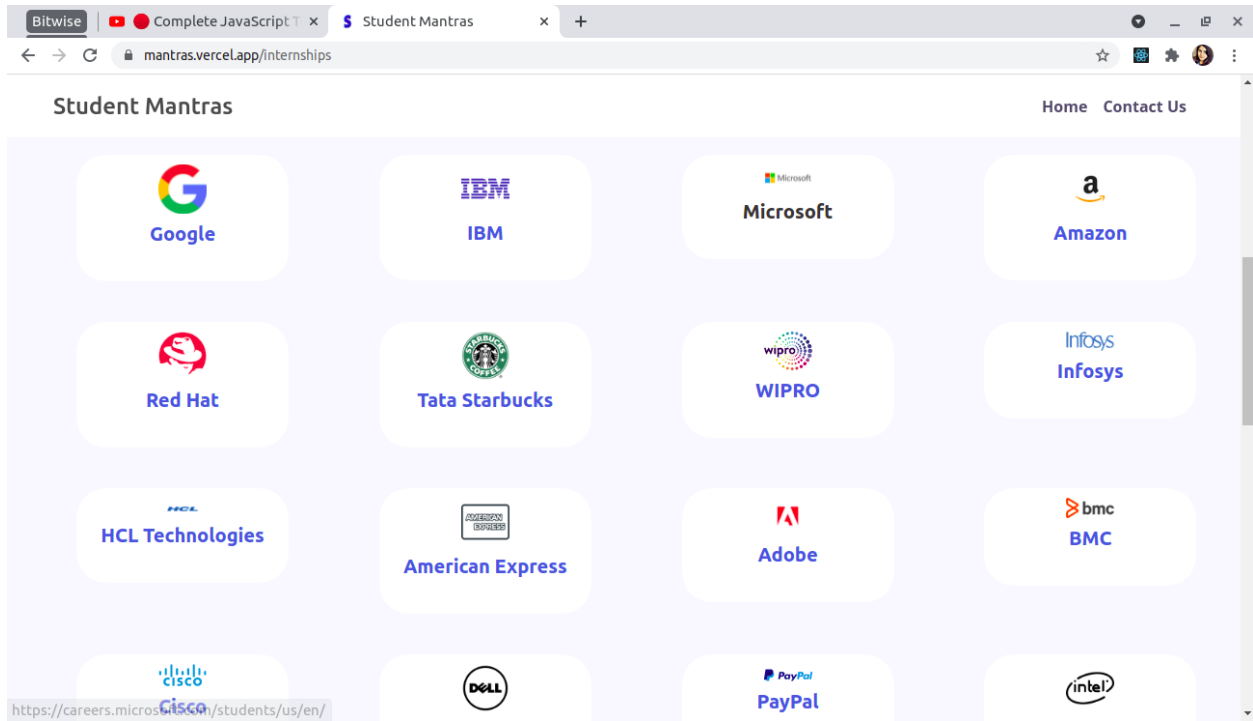 Bitwise
Complete JavaScript T
Student Mantras
mantras.vercel.app/internships
Student Mantras
Home Contact Us
Google
IBM
IBM
Microsoft
Microsoft
a
Amazon
Red Hat
STARBUCKS
COFFEE
Tata Starbucks
wipro
WIPRO
Infosys
Infosys
HCL
HCL Technologies
AMERICAN
EXPRESS
American Express
Adobe
bmc
BMC
cisco
Cisco
DELL
PayPal
PayPal
intel
https://careers.microsoft.com/students/us/en/